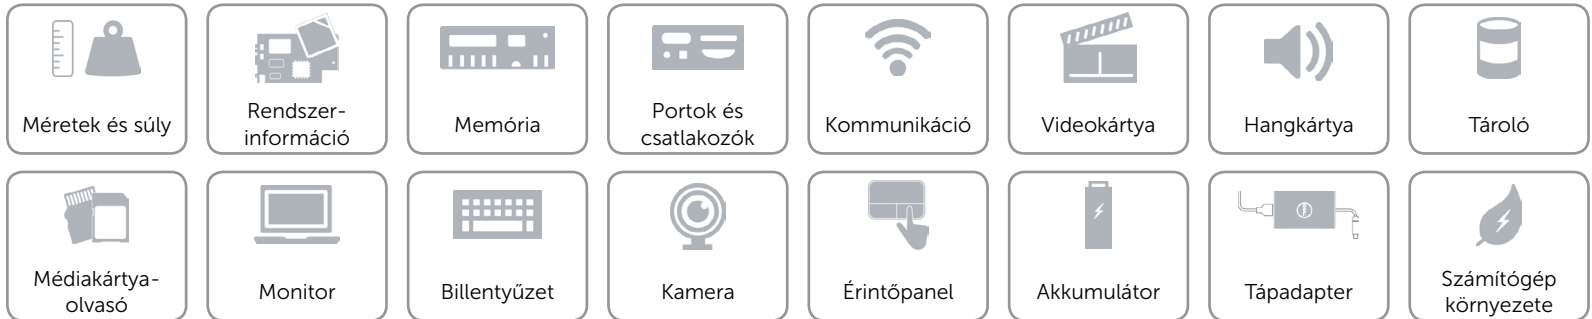 Méretek és súly
Rendszer-
információ
Memória
Portok és
csatlakozók
Kommunikáció
Videokártya
Hangkártya
Tároló
Médiakártya-
olvasó
Monitor
Billentyűzet
Kamera
Érintőpanel
Akkumulátor
Tápadapter
Számítógép
környezete